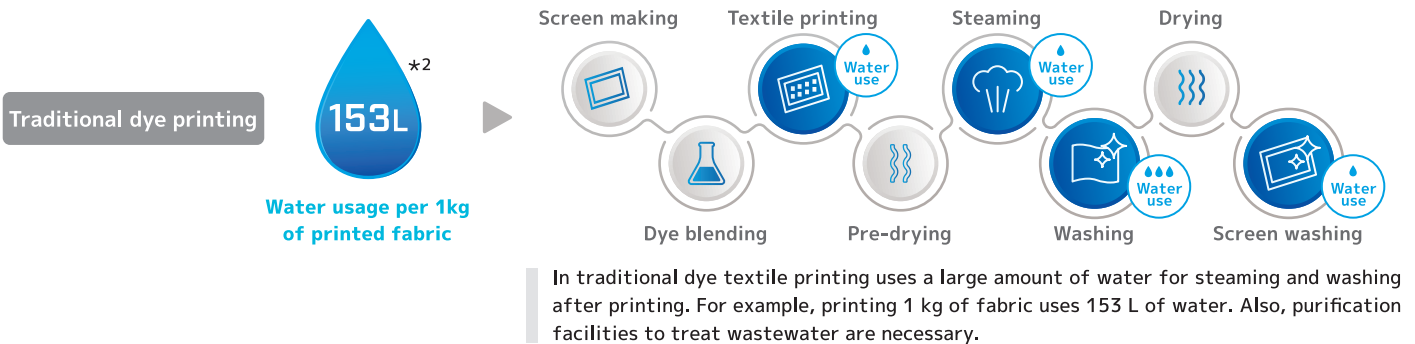 Traditional dye printing
153L
*2
Water usage per 1kg
of printed fabric
Screen making
Dye blending
Textile printing
Water
use
Pre-drying
Steaming
Water
use
Washing
Water
use
Drying
Screen washing
Water
use
In traditional dye textile printing uses a large amount of water for steaming and washing
after printing. For example, printing 1 kg of fabric uses 153 L of water. Also, purification
facilities to treat wastewater are necessary.